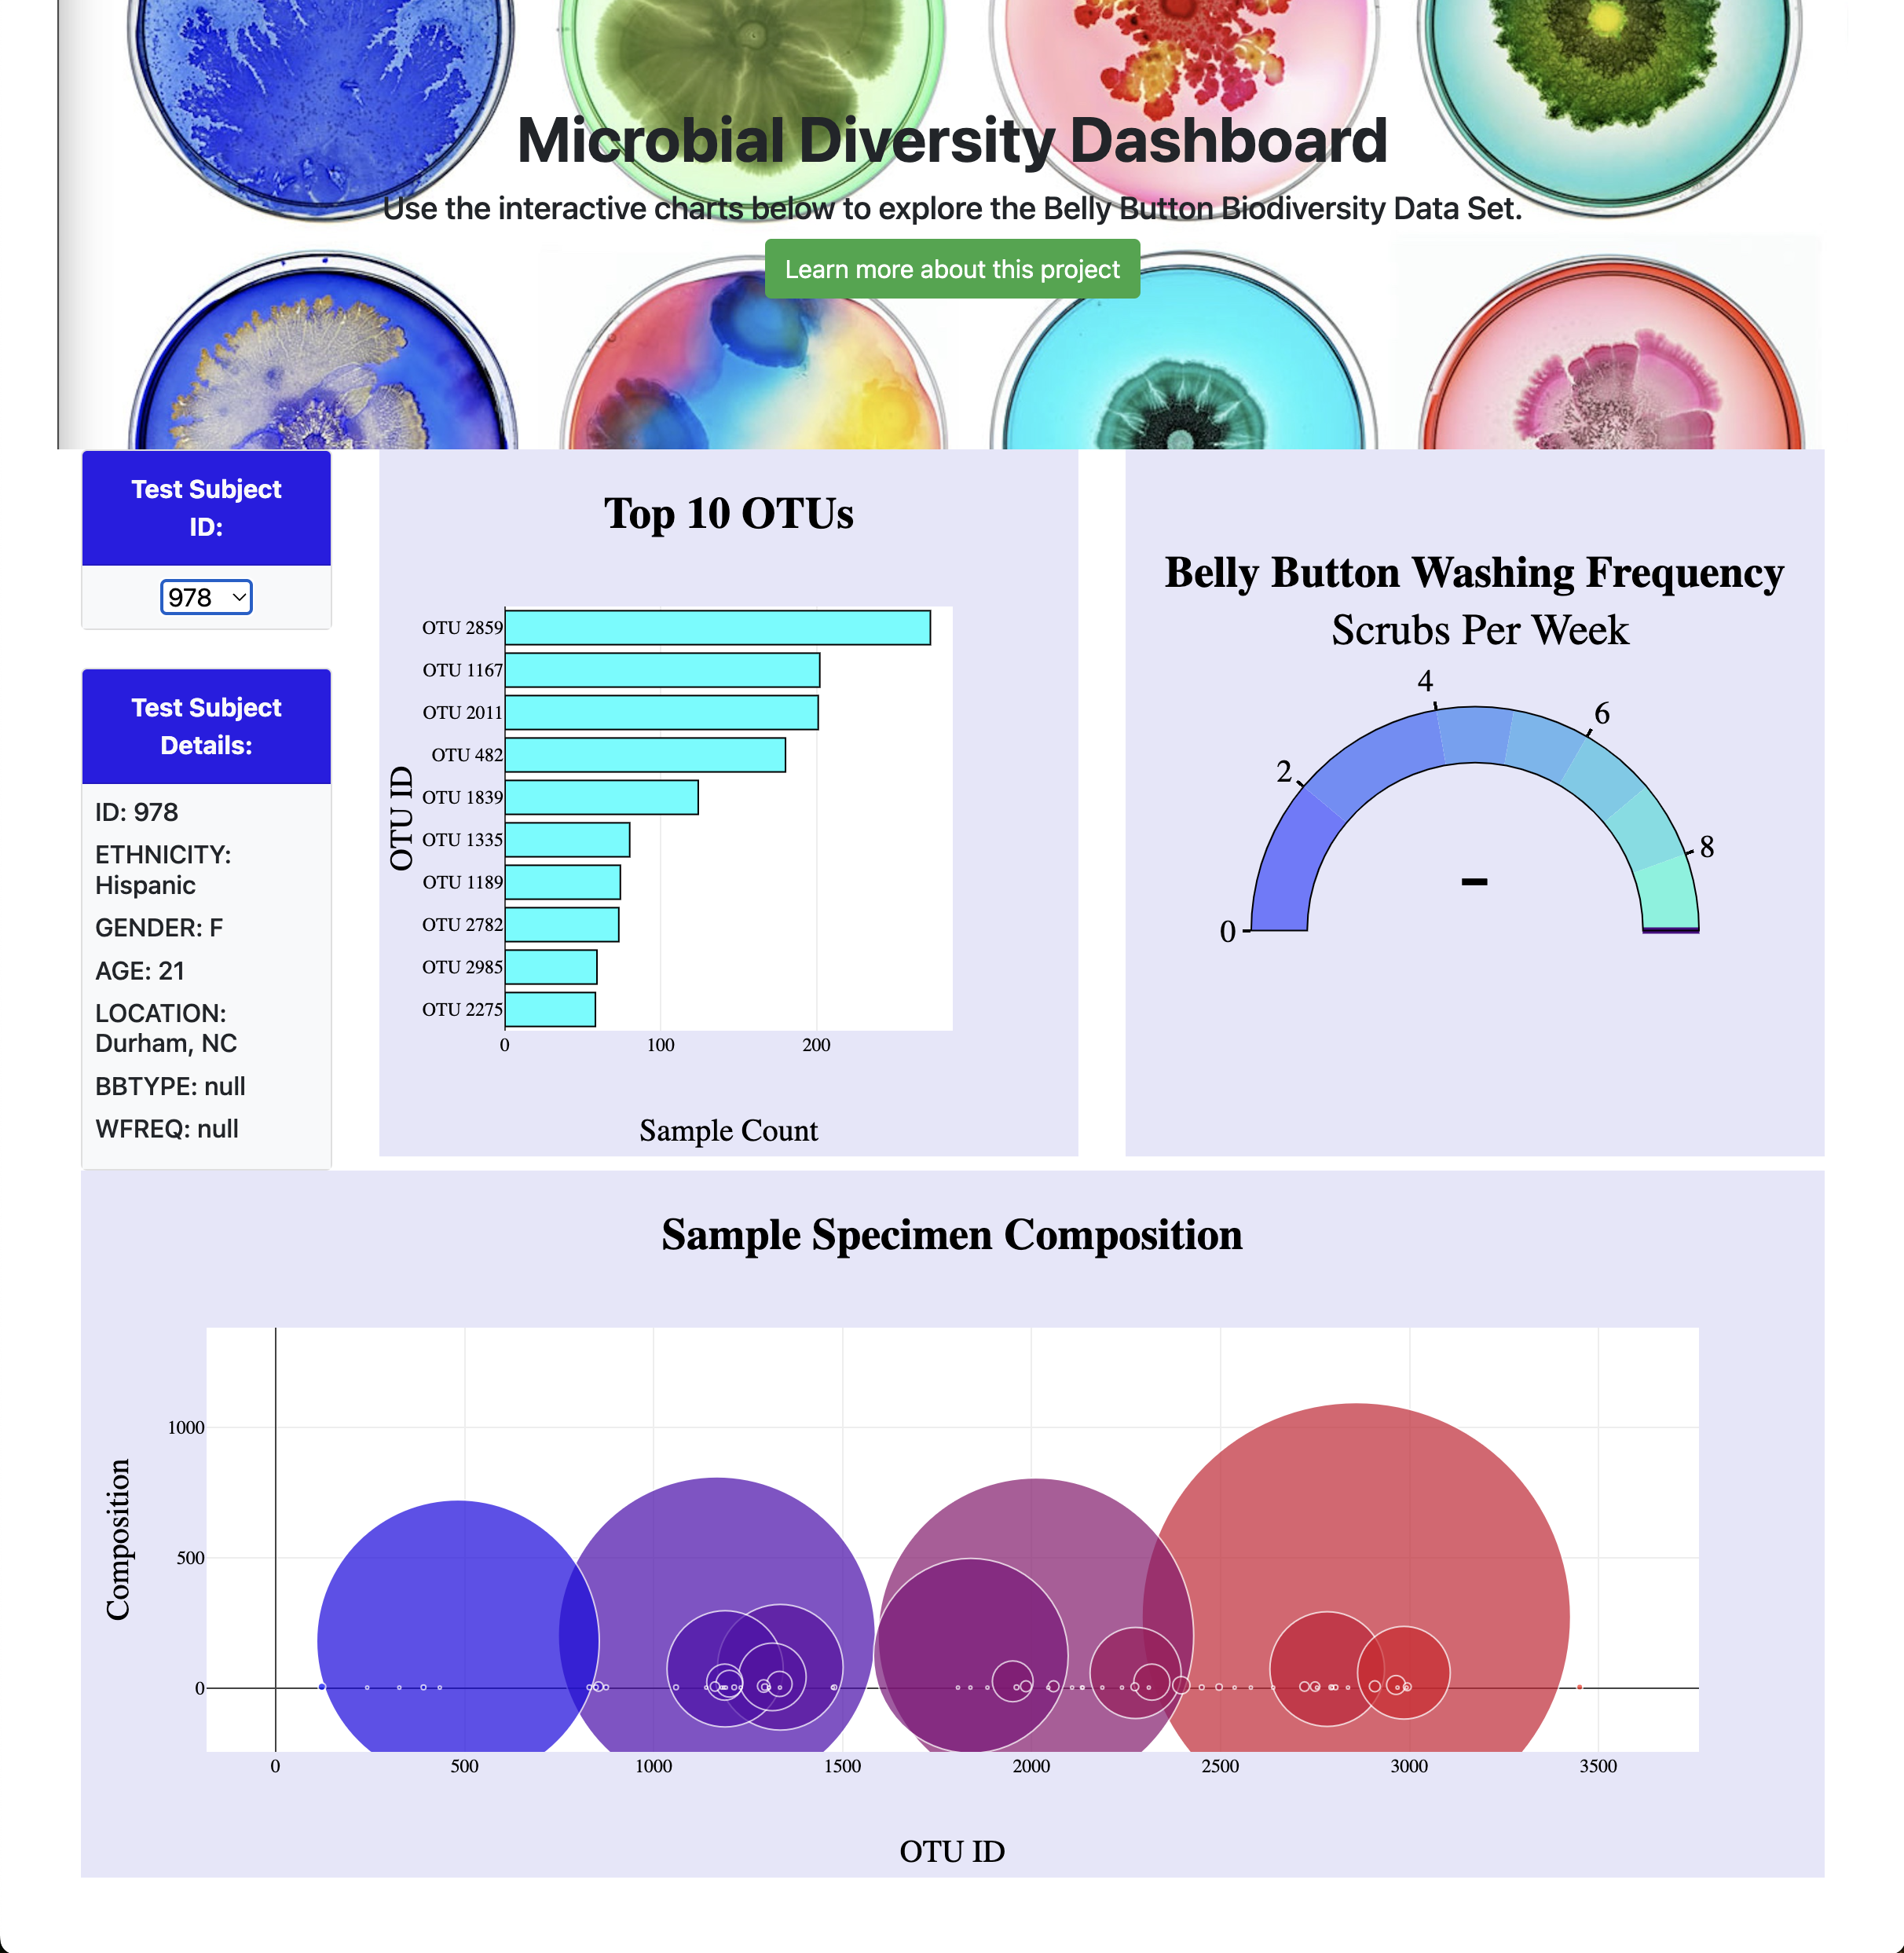 Microbial Diversity Dashboard
Use the interactive charts below to explore the Belly Button Biodiversity Data Set.
Learn more about this project
Test Subject
ID:
978
Test Subject
Details:
ID: 978
ETHNICITY:
Hispanic
GENDER: F
AGE: 21
LOCATION:
Durham, NC
BBTYPE: null
WFREQ: null
Top 10 OTUs
OTU ID
OTU 2859
OTU 1167
OTU 2011
OTU 482
OTU 1839
OTU 1335
OTU 1189
OTU 2782
OTU 2985
OTU 2275
0 100 200
Sample Count
Belly Button Washing Frequency
Scrubs Per Week
0
2
4
6
8
–
Sample Specimen Composition
Composition
1000
500
0
0 500 1000 1500 2000 2500 3000 3500
OTU ID